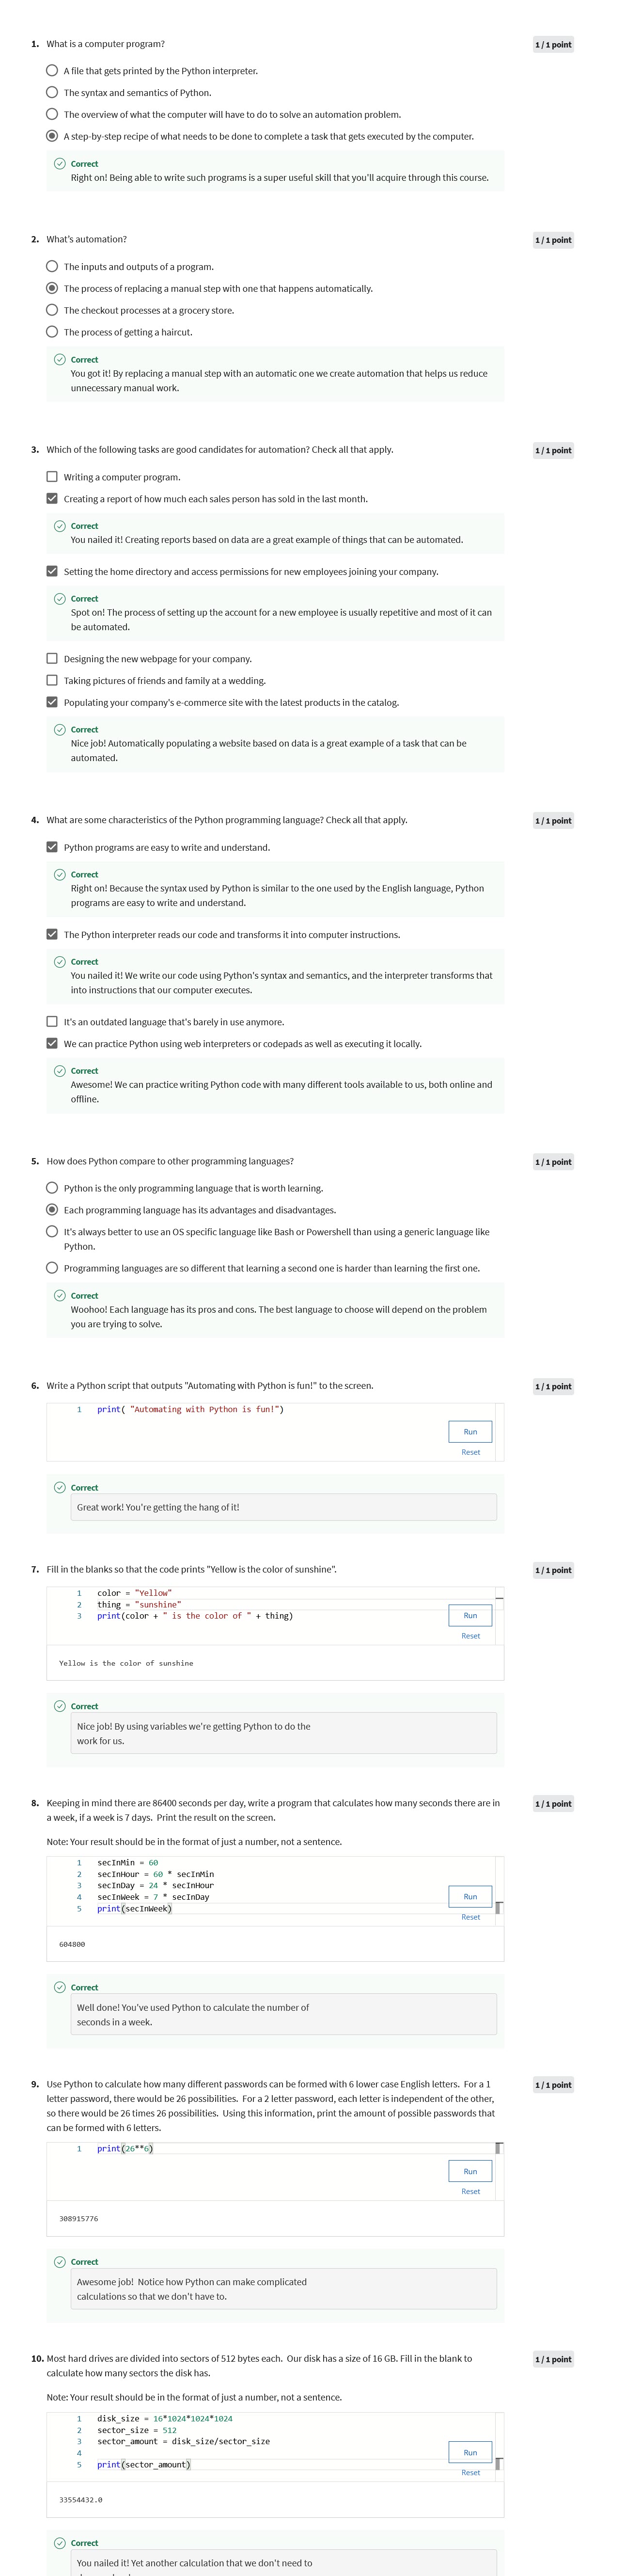 1. What is a computer program?
1 / 1 point
A file that gets printed by the Python interpreter.
The syntax and semantics of Python.
The overview of what the computer will have to do to solve an automation problem.
A step-by-step recipe of what needs to be done to complete a task that gets executed by the computer.
Correct
Right on! Being able to write such programs is a super useful skill that you'll acquire through this course.
2. What's automation?
1 / 1 point
The inputs and outputs of a program.
The process of replacing a manual step with one that happens automatically.
The checkout processes at a grocery store.
The process of getting a haircut.
Correct
You got it! By replacing a manual step with an automatic one we create automation that helps us reduce
unnecessary manual work.
3. Which of the following tasks are good candidates for automation? Check all that apply.
1 / 1 point
Writing a computer program.
Creating a report of how much each sales person has sold in the last month.
Correct
You nailed it! Creating reports based on data are a great example of things that can be automated.
Setting the home directory and access permissions for new employees joining your company.
Correct
Spot on! The process of setting up the account for a new employee is usually repetitive and most of it can
be automated.
Designing the new webpage for your company.
Taking pictures of friends and family at a wedding.
Populating your company's e-commerce site with the latest products in the catalog.
Correct
Nice job! Automatically populating a website based on data is a great example of a task that can be
automated.
4. What are some characteristics of the Python programming language? Check all that apply.
1 / 1 point
Python programs are easy to write and understand.
Correct
Right on! Because the syntax used by Python is similar to the one used by the English language, Python
programs are easy to write and understand.
The Python interpreter reads our code and transforms it into computer instructions.
Correct
You nailed it! We write our code using Python's syntax and semantics, and the interpreter transforms that
into instructions that our computer executes.
It's an outdated language that's barely in use anymore.
We can practice Python using web interpreters or codepads as well as executing it locally.
Correct
Awesome! We can practice writing Python code with many different tools available to us, both online and
offline.
5. How does Python compare to other programming languages?
1 / 1 point
Python is the only programming language that is worth learning.
Each programming language has its advantages and disadvantages.
It's always better to use an OS specific language like Bash or Powershell than using a generic language like
Python.
Programming languages are so different that learning a second one is harder than learning the first one.
Correct
Woohoo! Each language has its pros and cons. The best language to choose will depend on the problem
you are trying to solve.
6. Write a Python script that outputs "Automating with Python is fun!" to the screen.
1 / 1 point
1 print( "Automating with Python is fun!")
Run
Reset
Correct
Great work! You're getting the hang of it!
7. Fill in the blanks so that the code prints "Yellow is the color of sunshine".
1 / 1 point
1 color = "Yellow"
2 thing = "sunshine"
3 print(color + " is the color of " + thing)
Run
Reset
Yellow is the color of sunshine
Correct
Nice job! By using variables we're getting Python to do the
work for us.
8. Keeping in mind there are 86400 seconds per day, write a program that calculates how many seconds there are in
1 / 1 point
a week, if a week is 7 days. Print the result on the screen.
Note: Your result should be in the format of just a number, not a sentence.
1 secInMin = 60
2 secInHour = 60 * secInMin
3 secInDay = 24 * secInHour
4 secInWeek = 7 * secInDay
5 print(secInWeek)
Run
Reset
604800
Correct
Well done! You've used Python to calculate the number of
seconds in a week.
9. Use Python to calculate how many different passwords can be formed with 6 lower case English letters. For a 1
1 / 1 point
letter password, there would be 26 possibilities. For a 2 letter password, each letter is independent of the other,
so there would be 26 times 26 possibilities. Using this information, print the amount of possible passwords that
can be formed with 6 letters.
1 print(26**6)
Run
Reset
308915776
Correct
Awesome job! Notice how Python can make complicated
calculations so that we don't have to.
10. Most hard drives are divided into sectors of 512 bytes each. Our disk has a size of 16 GB. Fill in the blank to
1 / 1 point
calculate how many sectors the disk has.
Note: Your result should be in the format of just a number, not a sentence.
1 disk_size = 16*1024*1024*1024
2 sector_size = 512
3 sector_amount = disk_size/sector_size
4
5 print(sector_amount)
Run
Reset
33554432.0
Correct
You nailed it! Yet another calculation that we don't need to